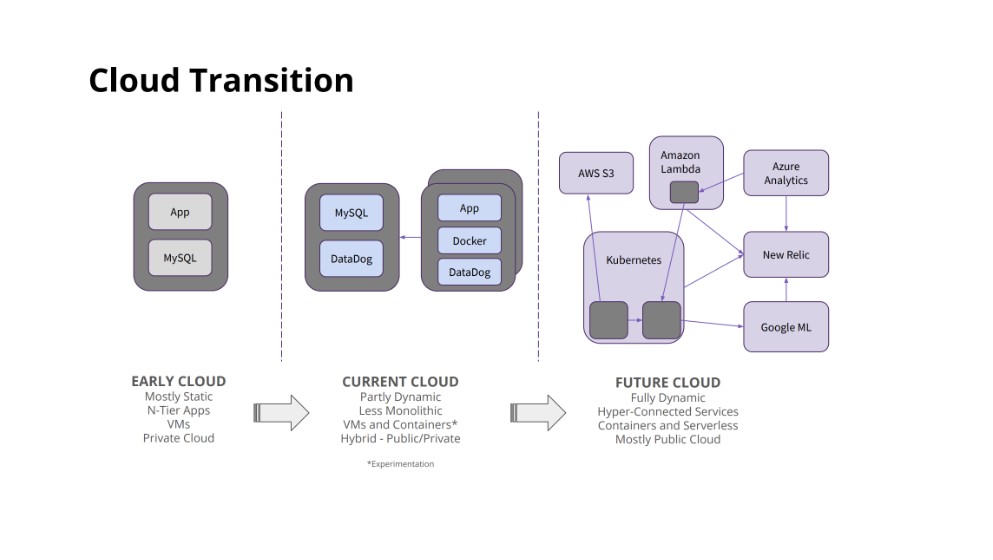 Cloud Transition
App
MySQL
MySQL
DataDog
App
Docker
DataDog
AWS S3
Amazon
Lambda
Azure
Analytics
Kubernetes
New Relic
Google ML
EARLY CLOUD
Mostly Static
N-Tier Apps
VMs
Private Cloud
CURRENT CLOUD
Partly Dynamic
Less Monolithic
VMs and Containers*
Hybrid - Public/Private
*Experimentation
FUTURE CLOUD
Fully Dynamic
Hyper-Connected Services
Containers and Serverless
Mostly Public Cloud